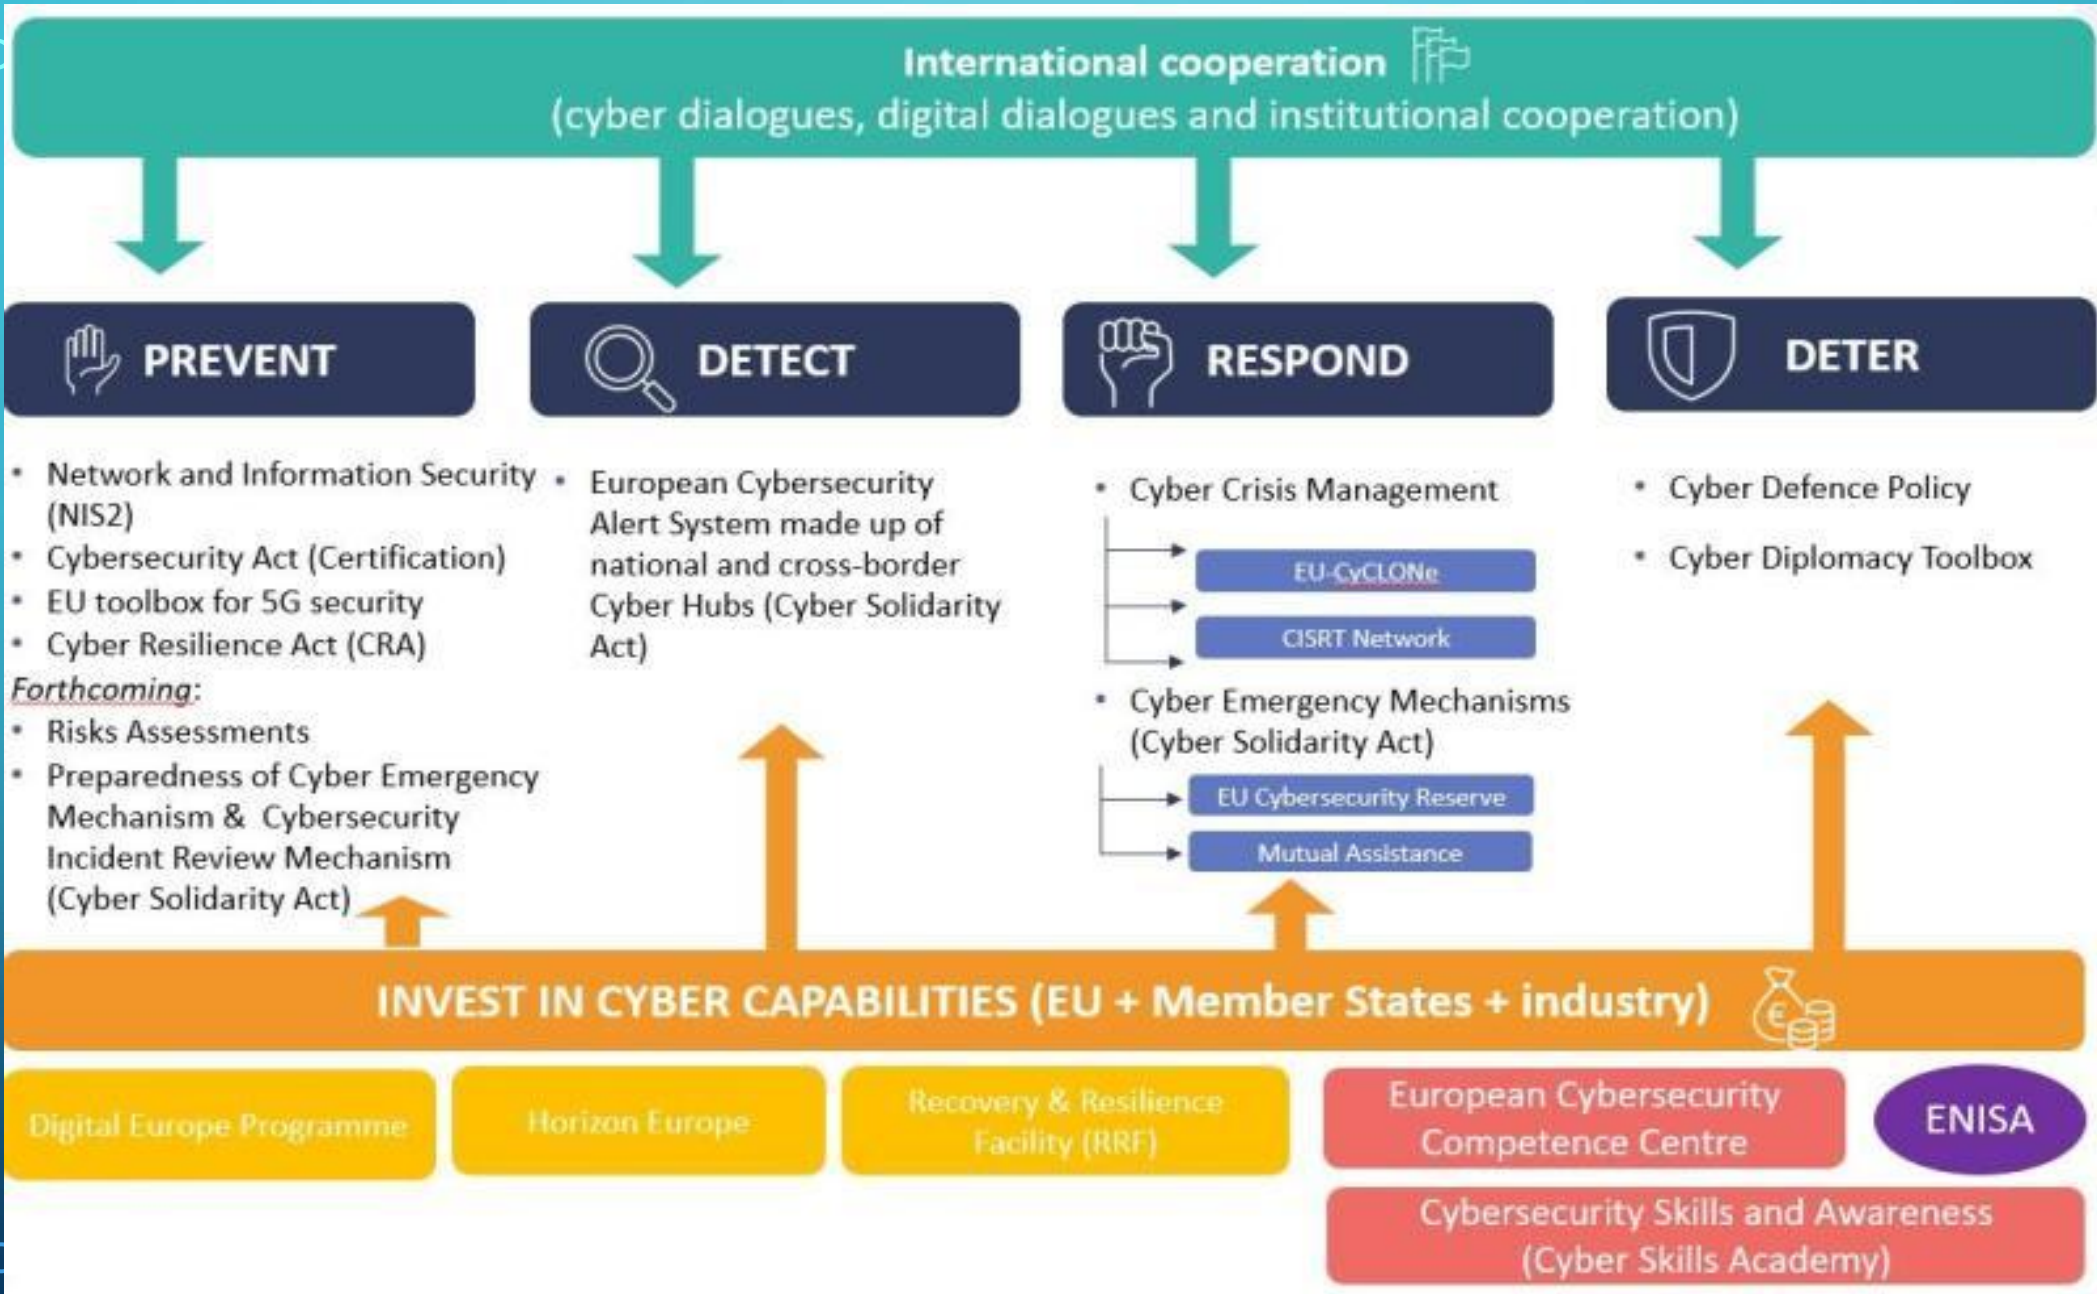 International cooperation
(cyber dialogues, digital dialogues and institutional cooperation)
PREVENT
• Network and Information Security
(NIS2)
• Cybersecurity Act (Certification)
• EU toolbox for 5G security
• Cyber Resilience Act (CRA)
Forthcoming:
• Risks Assessments
• Preparedness of Cyber Emergency
Mechanism & Cybersecurity
Incident Review Mechanism
(Cyber Solidarity Act)
DETECT
• European Cybersecurity
Alert System made up of
national and cross-border
Cyber Hubs (Cyber Solidarity
Act)
RESPOND
• Cyber Crisis Management
EU-CyCLONe
CISRT Network
• Cyber Emergency Mechanisms
(Cyber Solidarity Act)
EU Cybersecurity Reserve
Mutual Assistance
DETER
• Cyber Defence Policy
• Cyber Diplomacy Toolbox
INVEST IN CYBER CAPABILITIES (EU + Member States + industry)
€
Digital Europe Programme
Horizon Europe
Recovery & Resilience
Facility (RRF)
European Cybersecurity
Competence Centre
ENISA
Cybersecurity Skills and Awareness
(Cyber Skills Academy)